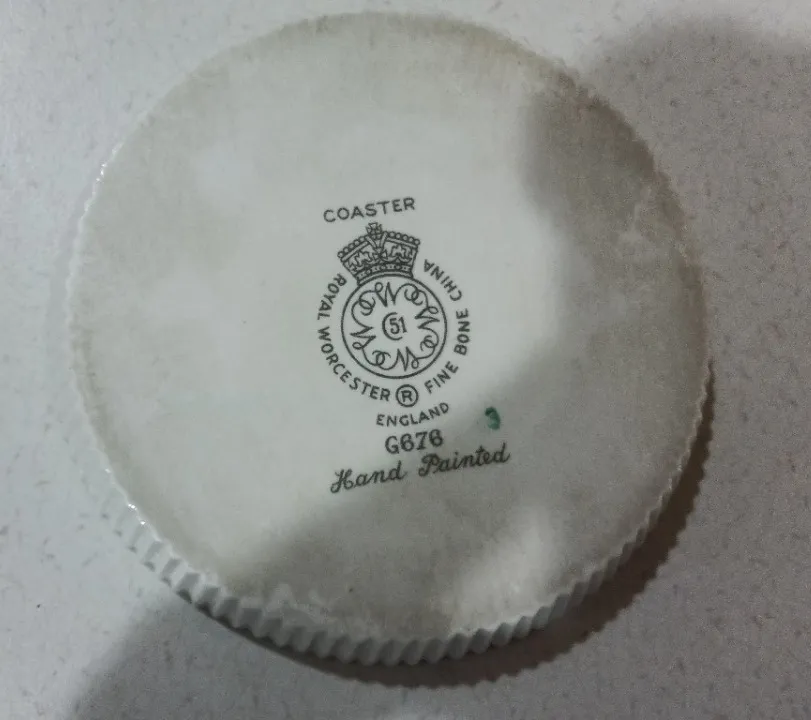 COASTER
51
ROYAL WORCESTER ® FINE BONE CHINA
ENGLAND
G676
Hand Painted